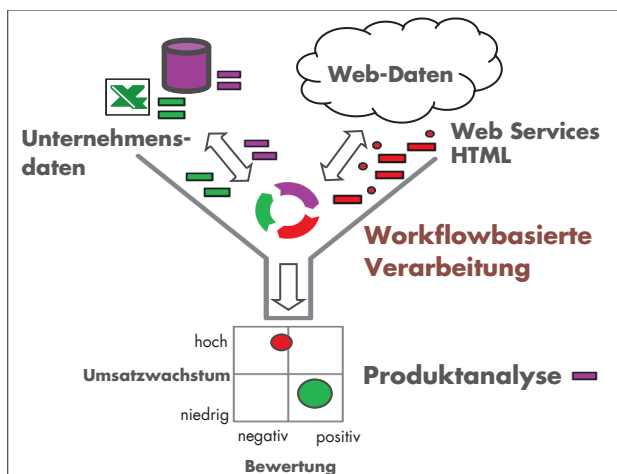 Web-Daten
Unternehmens-
daten
Web Services
HTML
Workflowbasierte
Verarbeitung
hoch
Umsatzwachstum
niedrig
negativ
positiv
Bewertung
Produktanalyse